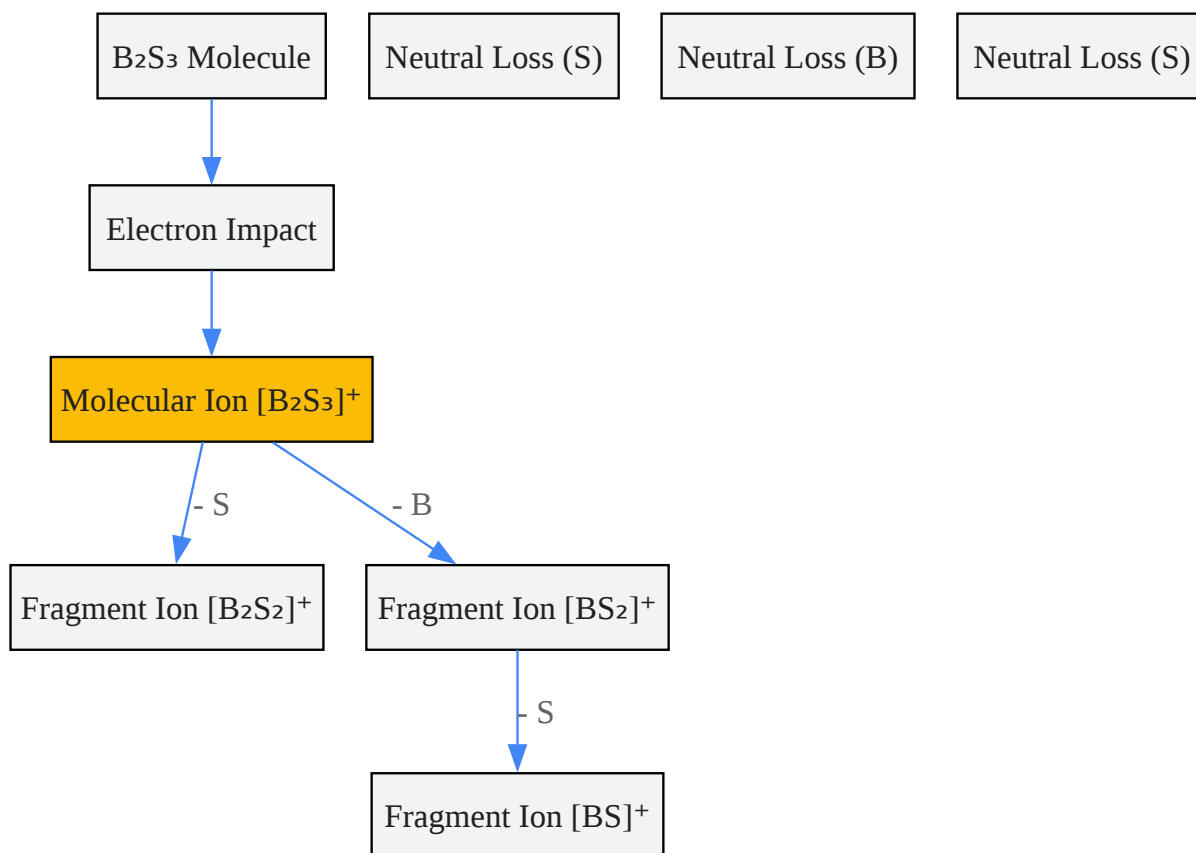 B₂S₃ Molecule
Neutral Loss (S)
Neutral Loss (B)
Neutral Loss (S)
Electron Impact
Molecular Ion [B₂S₃]⁺
- S
- B
Fragment Ion [B₂S₂]⁺
Fragment Ion [BS₂]⁺
- S
Fragment Ion [BS]⁺